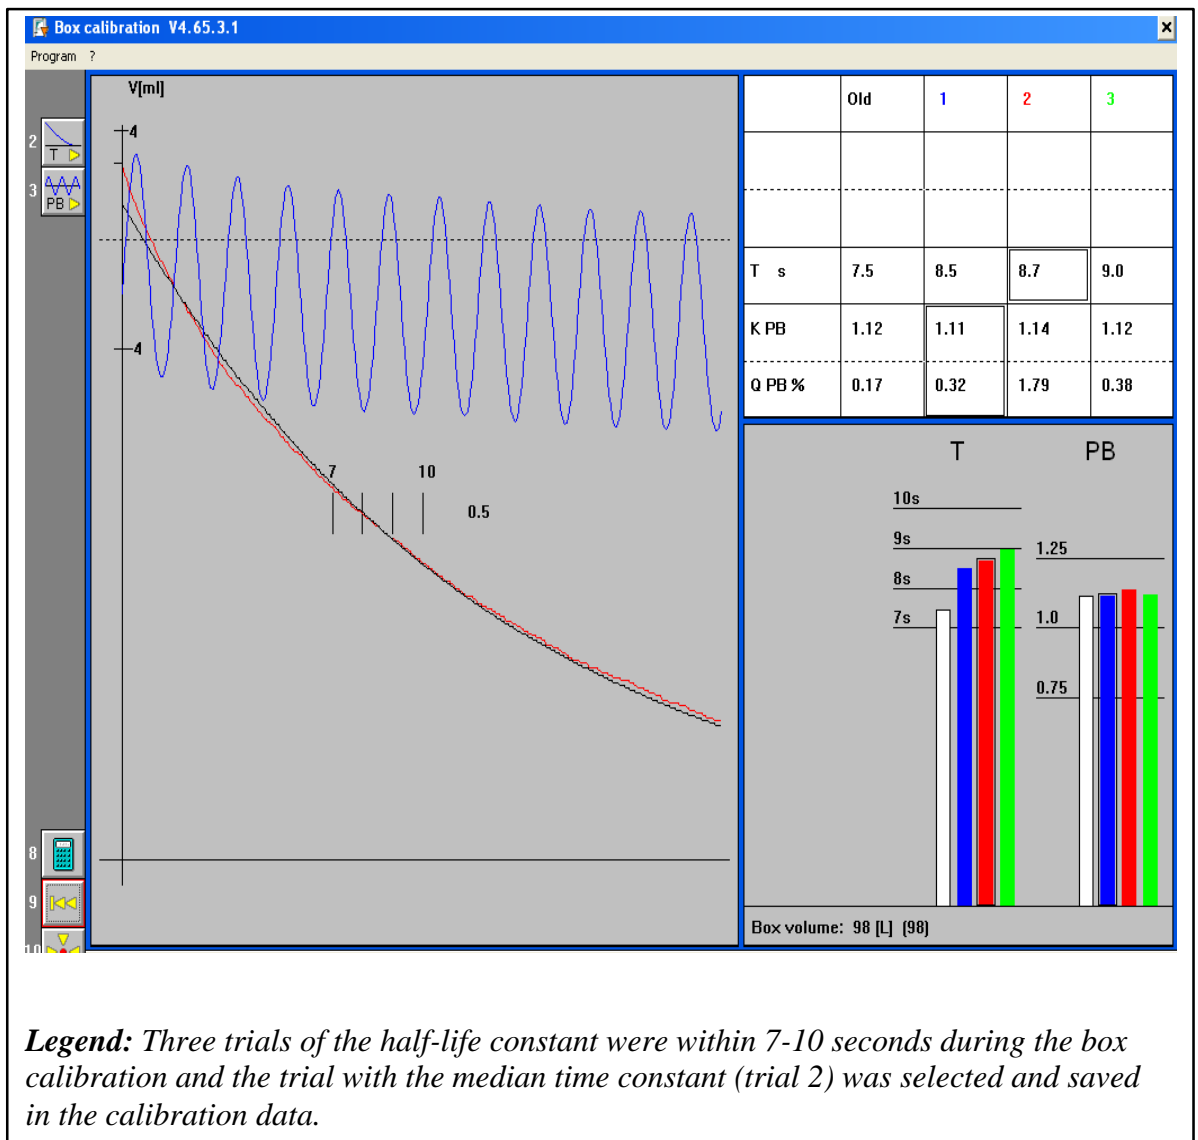 Box calibration V4.65.3.1
Program ?
V[ml]
4
4
7 10
0.5
2
T
3
PB
8
9
10
Old 1 2 3
T s 7.5 8.5 8.7 9.0
K PB 1.12 1.11 1.14 1.12
Q PB % 0.17 0.32 1.79 0.38
T PB
10s
9s
8s
7s
1.25
1.0
0.75
Box volume: 98 [L] (98)
Legend: Three trials of the half-life constant were within 7-10 seconds during the box
calibration and the trial with the median time constant (trial 2) was selected and saved
in the calibration data.